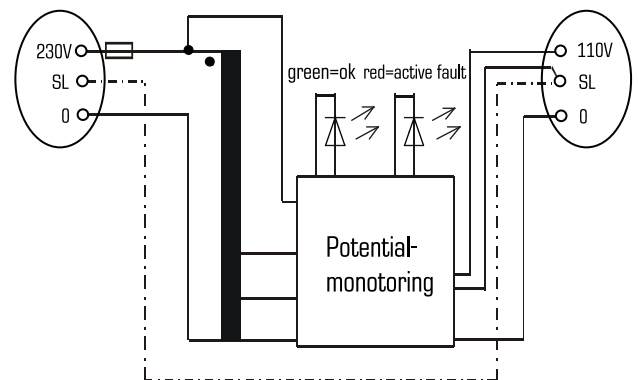 230V
SL
0
green=ok red=active fault
110V
SL
0
Potential-
monotoring